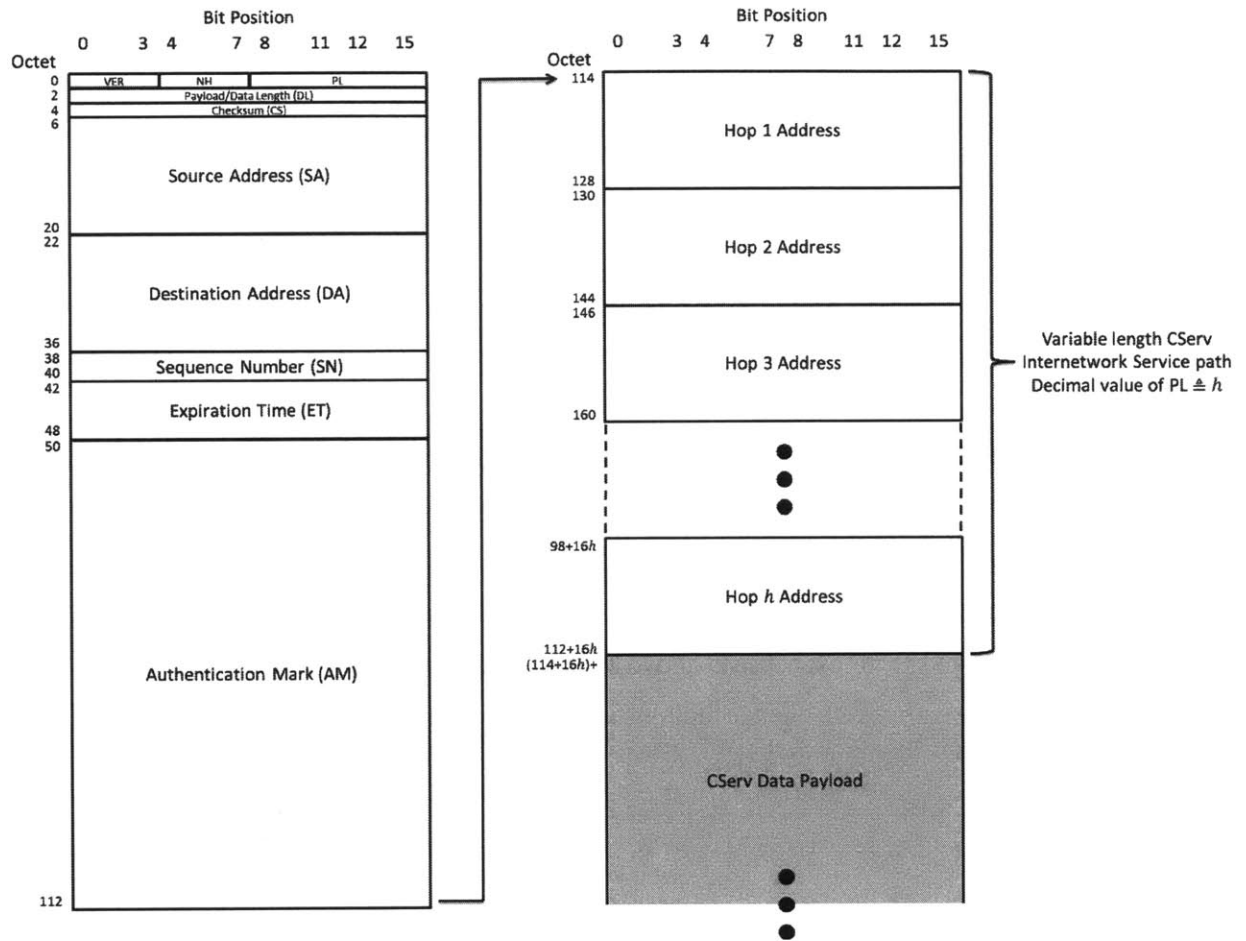 Bit Position
0 3 4 7 8 11 12 15
Octet
0 VER NH PL
2 Payload/Data Length (DL)
4 Checksum (CS)
6
Source Address (SA)
20
22
Destination Address (DA)
36
38 Sequence Number (SN)
40
42
Expiration Time (ET)
48
50
Authentication Mark (AM)
112
Bit Position
0 3 4 7 8 11 12 15
Octet
114
Hop 1 Address
128
130
Hop 2 Address
144
146
Hop 3 Address
160
98+16h
Hop h Address
112+16h
(114+16h)+
CServ Data Payload
Variable length CServ
Internetwork Service path
Decimal value of PL ≜ h